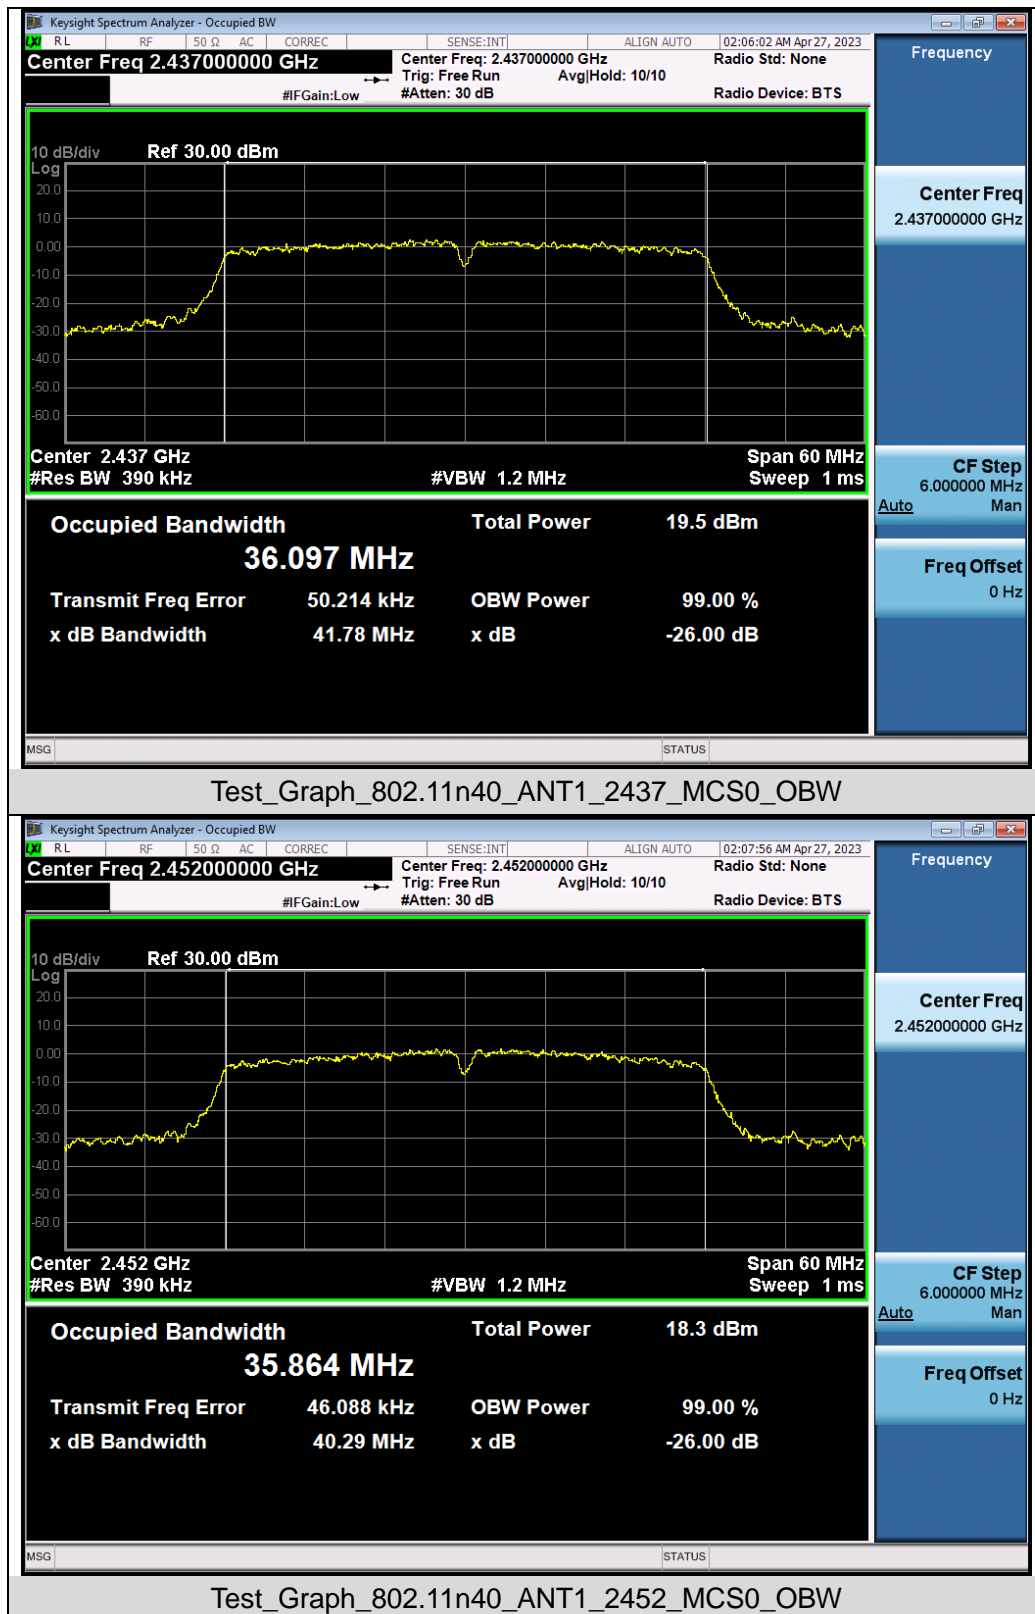 Keysight Spectrum Analyzer - Occupied BW
LXI RL RF 50 Ω AC CORREC SENSE:INT ALIGN AUTO 02:06:02 AM Apr 27, 2023
Center Freq 2.437000000 GHz
Center Freq: 2.437000000 GHz Radio Std: None
Trig: Free Run Avg|Hold: 10/10
#IFGain:Low #Atten: 30 dB Radio Device: BTS
Frequency
10 dB/div Ref 30.00 dBm
Log
20.0
10.0
0.00
-10.0
-20.0
-30.0
-40.0
-50.0
-60.0
Center 2.437 GHz Span 60 MHz
#Res BW 390 kHz #VBW 1.2 MHz Sweep 1 ms
Center Freq
2.437000000 GHz
CF Step
6.000000 MHz
Auto Man
Freq Offset
0 Hz
Occupied Bandwidth Total Power 19.5 dBm
36.097 MHz
Transmit Freq Error 50.214 kHz OBW Power 99.00 %
x dB Bandwidth 41.78 MHz x dB -26.00 dB
MSG STATUS
Test_Graph_802.11n40_ANT1_2437_MCS0_OBW
Keysight Spectrum Analyzer - Occupied BW
LXI RL RF 50 Ω AC CORREC SENSE:INT ALIGN AUTO 02:07:56 AM Apr 27, 2023
Center Freq 2.452000000 GHz
Center Freq: 2.452000000 GHz Radio Std: None
Trig: Free Run Avg|Hold: 10/10
#IFGain:Low #Atten: 30 dB Radio Device: BTS
Frequency
10 dB/div Ref 30.00 dBm
Log
20.0
10.0
0.00
-10.0
-20.0
-30.0
-40.0
-50.0
-60.0
Center 2.452 GHz Span 60 MHz
#Res BW 390 kHz #VBW 1.2 MHz Sweep 1 ms
Center Freq
2.452000000 GHz
CF Step
6.000000 MHz
Auto Man
Freq Offset
0 Hz
Occupied Bandwidth Total Power 18.3 dBm
35.864 MHz
Transmit Freq Error 46.088 kHz OBW Power 99.00 %
x dB Bandwidth 40.29 MHz x dB -26.00 dB
MSG STATUS
Test_Graph_802.11n40_ANT1_2452_MCS0_OBW